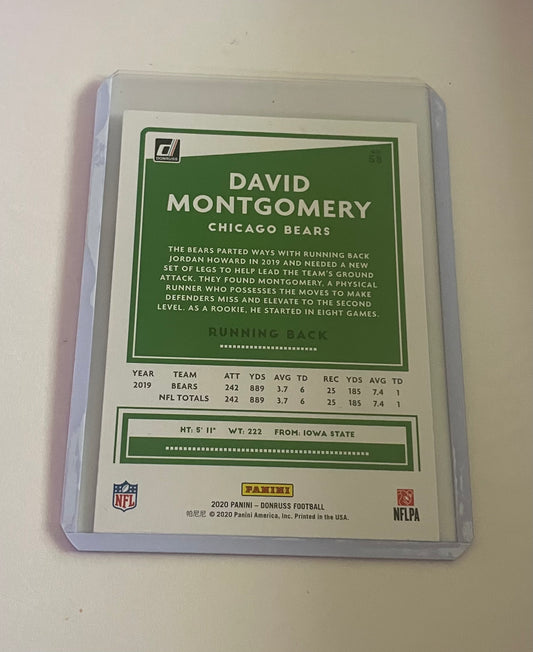 DONRUSS
NO.
58
DAVID
MONTGOMERY
CHICAGO BEARS
THE BEARS PARTED WAYS WITH RUNNING BACK
JORDAN HOWARD IN 2019 AND NEEDED A NEW
SET OF LEGS TO HELP LEAD THE TEAM'S GROUND
ATTACK. THEY FOUND MONTGOMERY, A PHYSICAL
RUNNER WHO POSSESSES THE MOVES TO MAKE
DEFENDERS MISS AND ELEVATE TO THE SECOND
LEVEL. AS A ROOKIE, HE STARTED IN EIGHT GAMES.
RUNNING BACK
YEAR TEAM ATT YDS AVG TD REC YDS AVG TD
2019 BEARS 242 889 3.7 6 25 185 7.4 1
NFL TOTALS 242 889 3.7 6 25 185 7.4 1
HT: 5' 11" WT: 222 FROM: IOWA STATE
NFL
PANINI
NFLPA
2020 PANINI – DONRUSS FOOTBALL
帕尼尼 © 2020 Panini America, Inc. Printed in the USA.